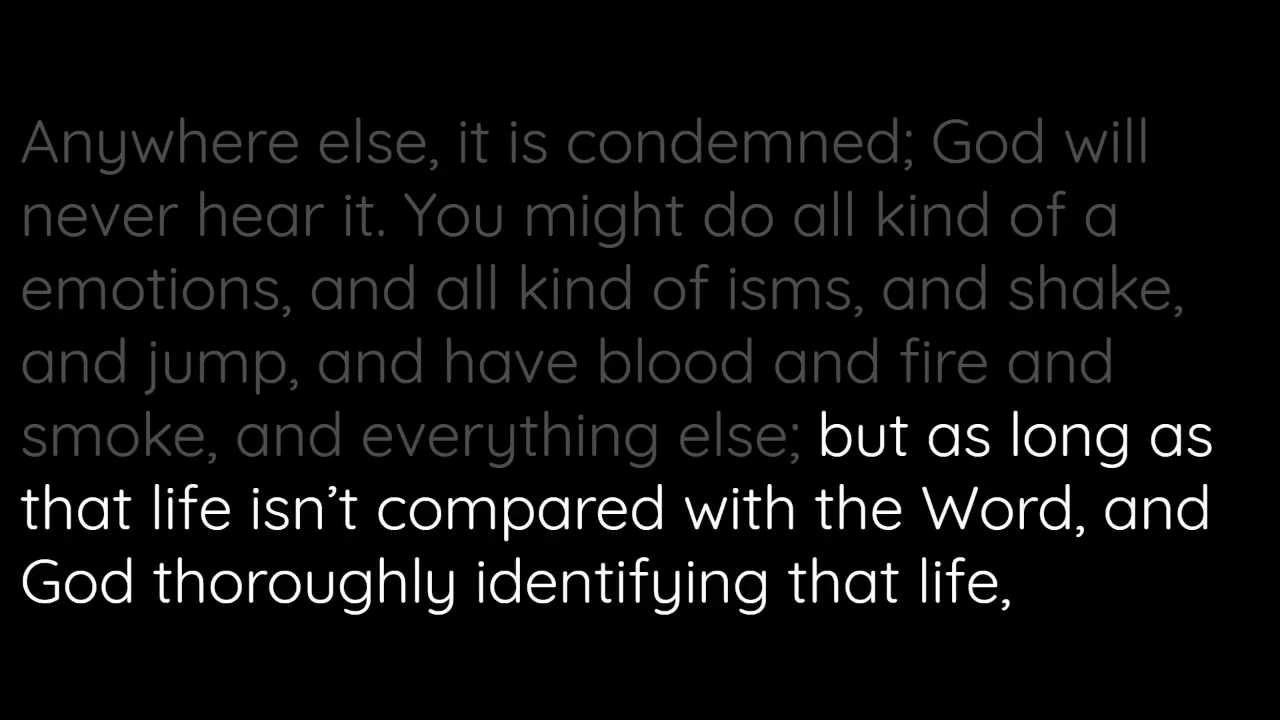 Anywhere else, it is condemned; God will
never hear it. You might do all kind of a
emotions, and all kind of isms, and shake,
and jump, and have blood and fire and
smoke, and everything else; but as long as
that life isn’t compared with the Word, and
God thoroughly identifying that life,